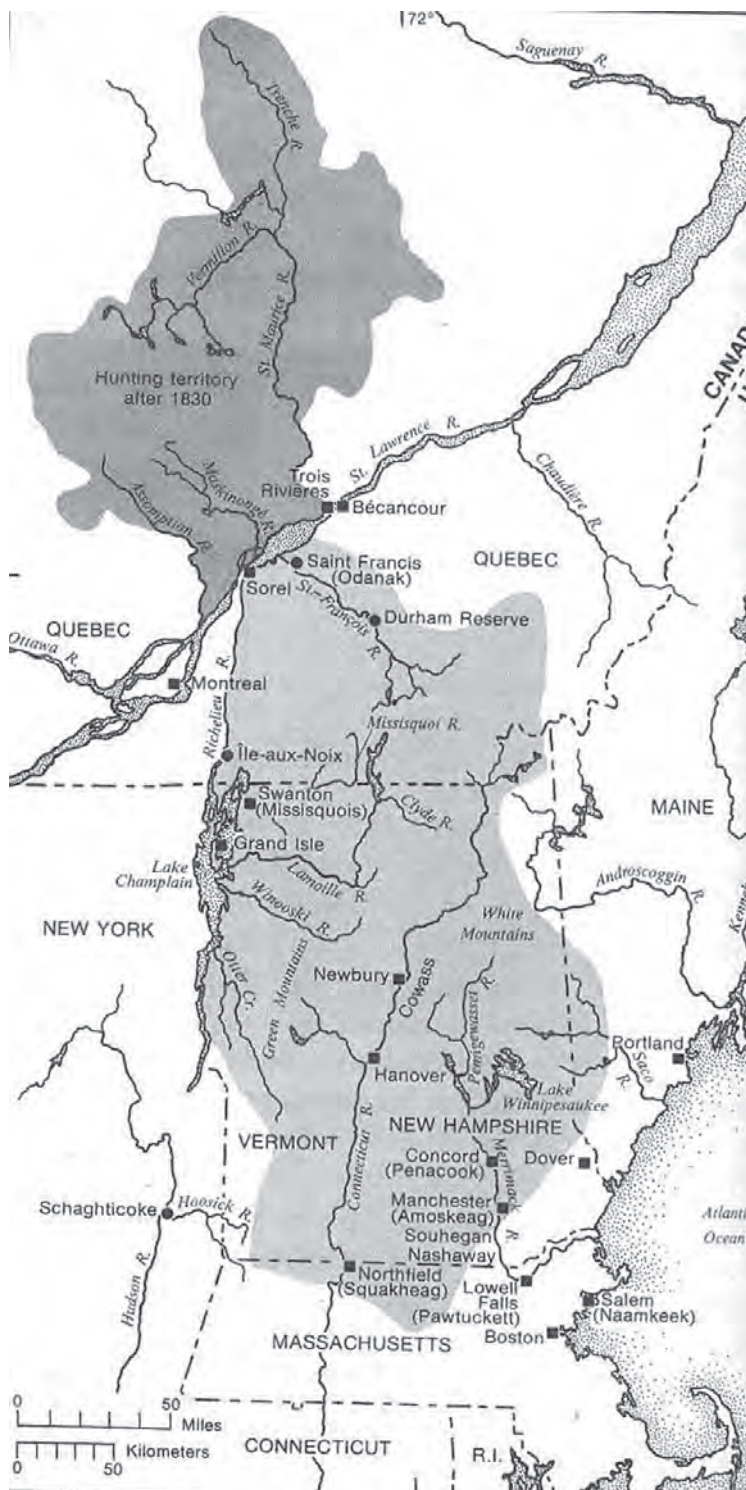 72°
Saguenay R.
Trenche R.
Vermilion R.
St. Maurice R.
Hunting territory
after 1830
CANAD
Maskinongé R.
Assomption R.
St. Lawrence R.
Trois
Rivières
Bécancour
Chaudière R.
QUEBEC
Saint Francis
(Odanak)
Sorel
St.-François R.
Durham Reserve
QUEBEC
Ottawa R.
Montreal
Richelieu R.
Missisquoi R.
Île-aux-Noix
Swanton
(Missisquois)
Clyde R.
MAINE
Grand Isle
Lake
Champlain
Lamoille R.
Androscoggin R.
Kenne
Winooski R.
NEW YORK
White
Mountains
Otter Cr.
Green Mountains
Newbury
Cowass
Pemigewasset R.
Portland
Saco R.
Hanover
Lake
Winnipesaukee
NEW HAMPSHIRE
VERMONT
Connecticut R.
Concord
(Penacook)
Merrimack R.
Dover
Schaghticoke
Hoosick R.
Manchester
(Amoskeag)
Souhegan
Nashaway
Atlanti
Ocean
Hudson R.
Northfield
(Squakheag)
Lowell
Falls
(Pawtuckett)
Salem
(Naamkeek)
MASSACHUSETTS
Boston
0 50
Miles
Kilometers
0 50
CONNECTICUT
R.I.